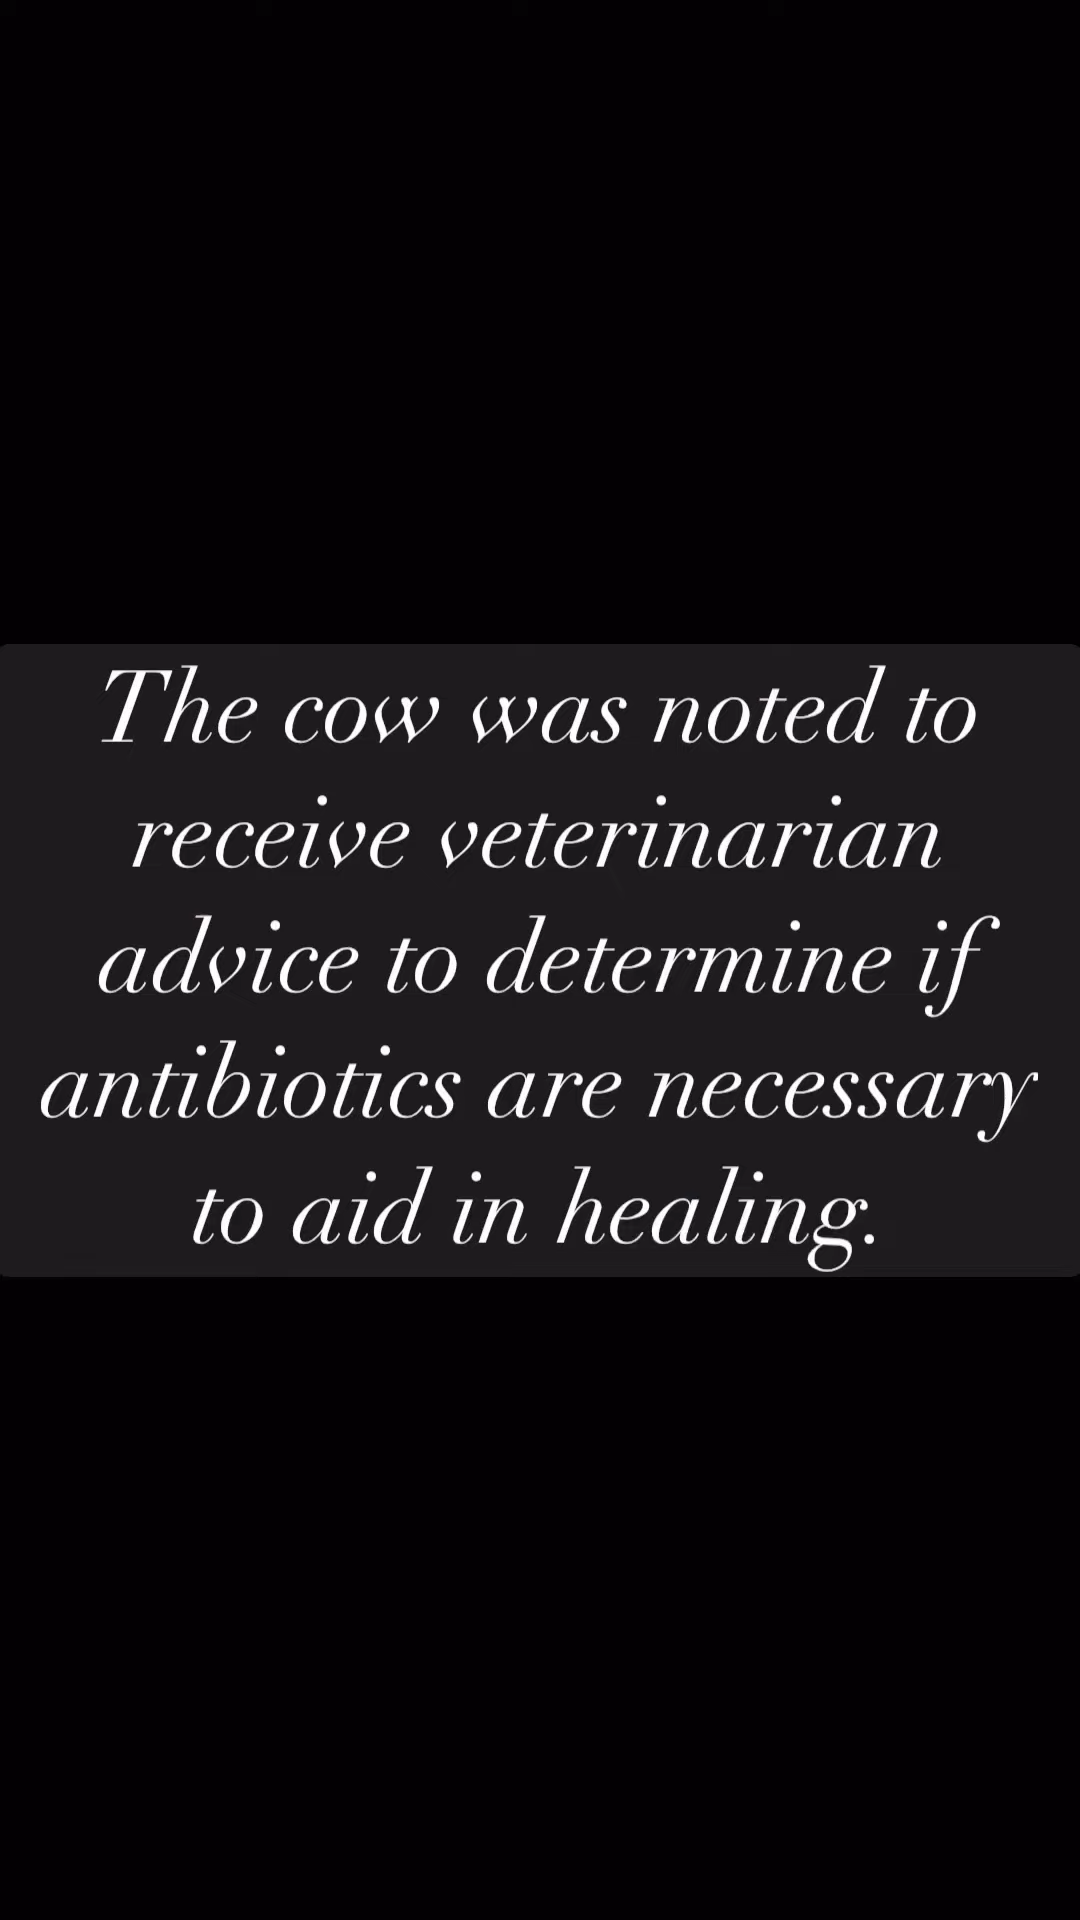 The cow was noted to
receive veterinarian
advice to determine if
antibiotics are necessary
to aid in healing.